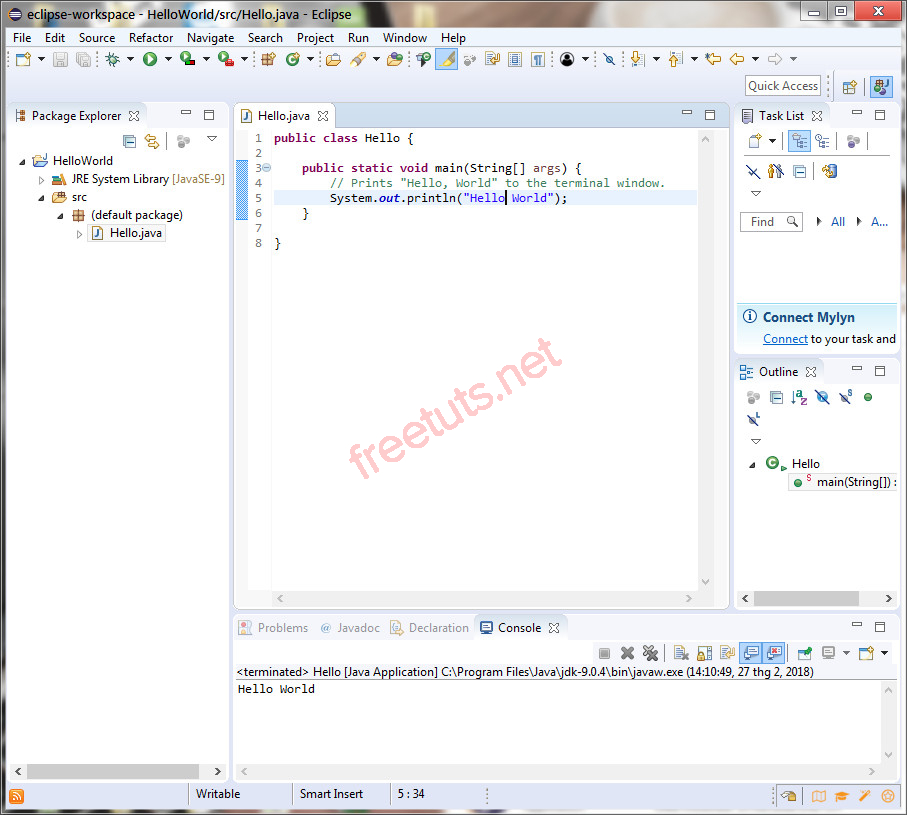 eclipse-workspace - HelloWorld/src/Hello.java - Eclipse
File Edit Source Refactor Navigate Search Project Run Window Help
Quick Access
Package Explorer
HelloWorld
JRE System Library [JavaSE-9]
src
(default package)
Hello.java
Hello.java
1 public class Hello {
2
3 public static void main(String[] args) {
4 // Prints "Hello, World" to the terminal window.
5 System.out.println("Hello World");
6 }
7
8 }
freetuts.net
Task List
Find All A...
Connect Mylyn
Connect to your task and
Outline
Hello
main(String[]) :
Problems @ Javadoc Declaration Console
<terminated> Hello [Java Application] C:\Program Files\Java\jdk-9.0.4\bin\javaw.exe (14:10:49, 27 thg 2, 2018)
Hello World
Writable Smart Insert 5 : 34